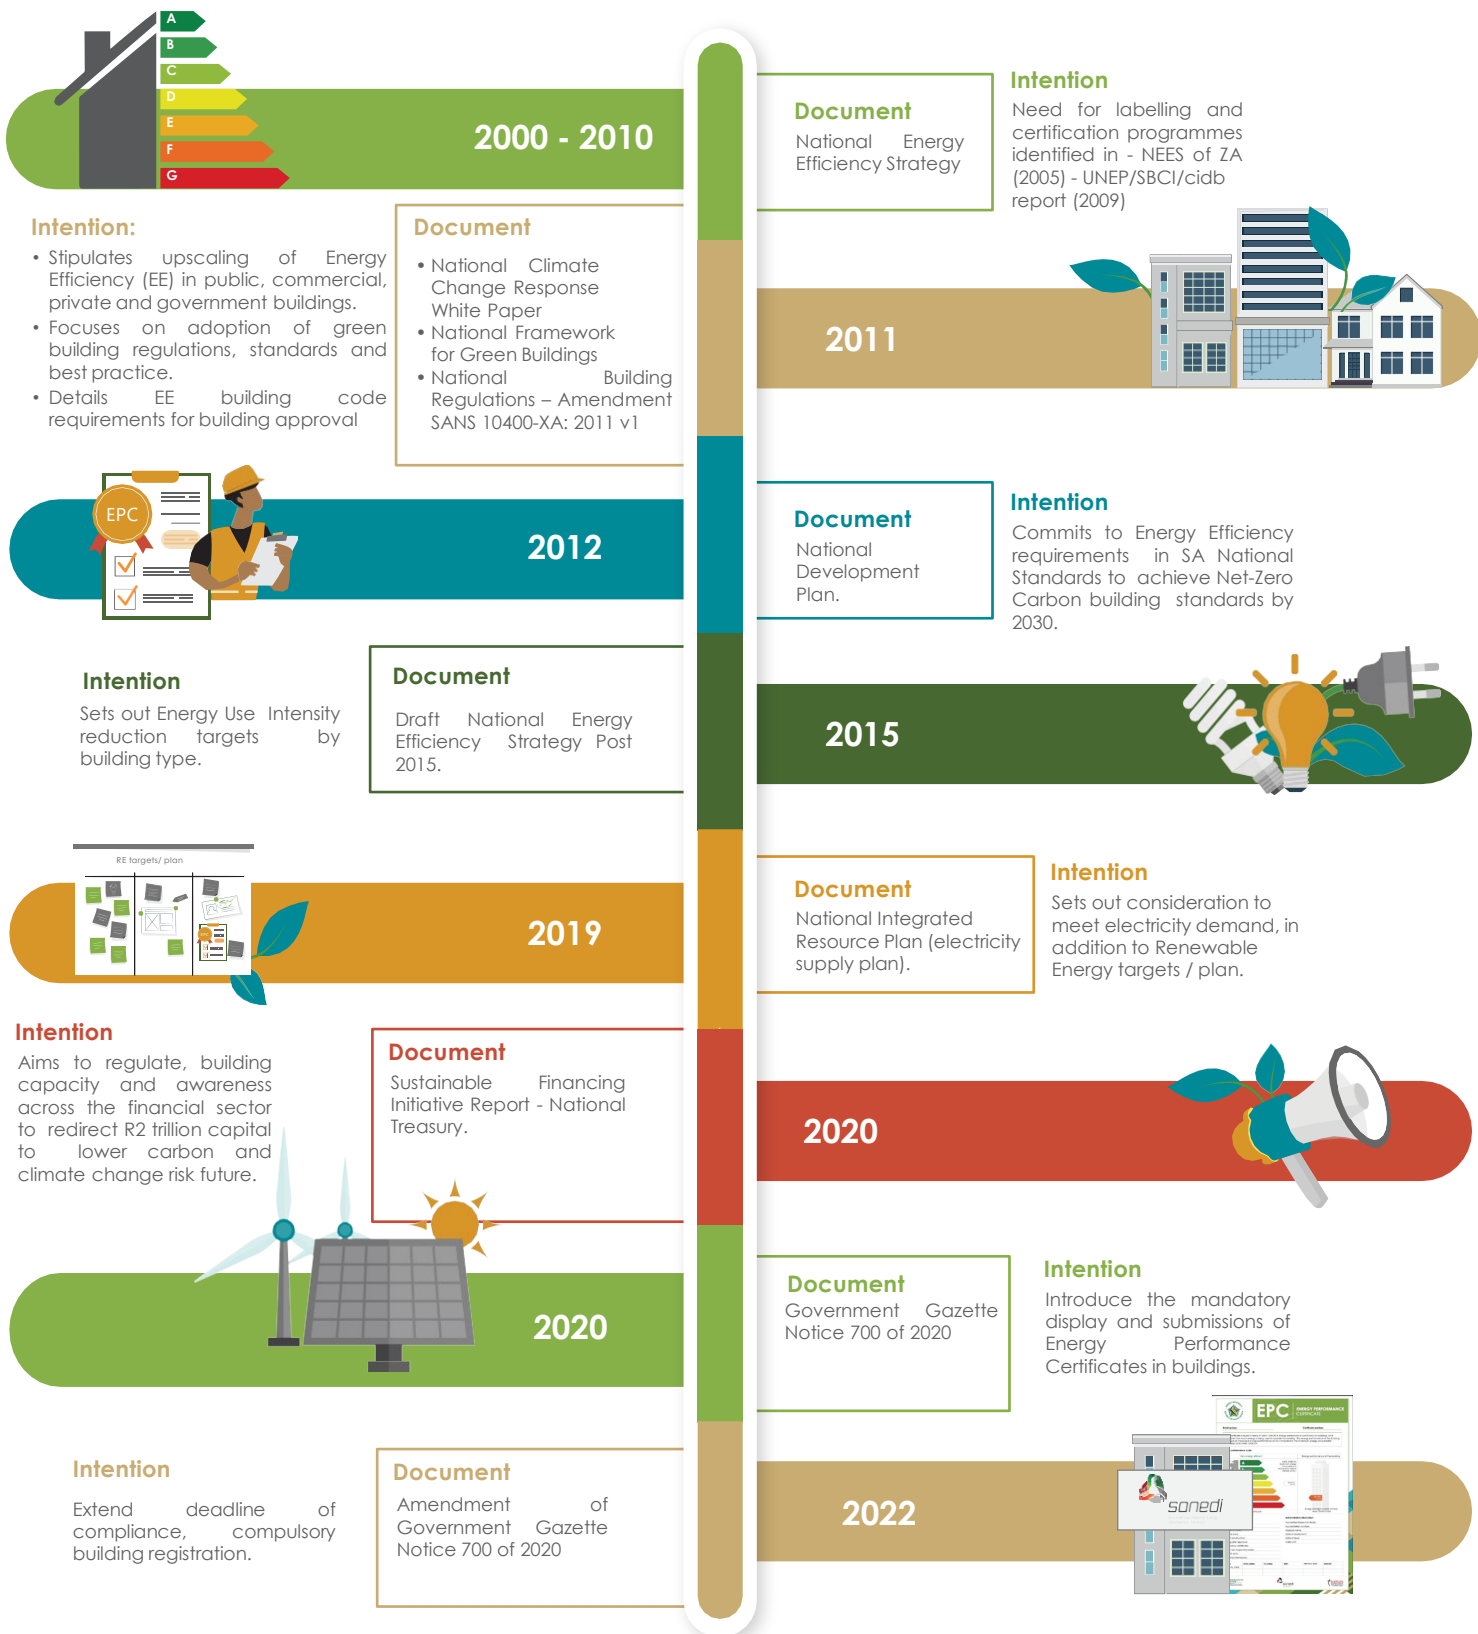 A
B
C
D
E
F
G
2000 - 2010
Document
National Energy
Efficiency Strategy
Intention
Need for labelling and
certification programmes
identified in - NEES of ZA
(2005) - UNEP/SBCI/cidb
report (2009)
Intention:
• Stipulates upscaling of Energy
Efficiency (EE) in public, commercial,
private and government buildings.
• Focuses on adoption of green
building regulations, standards and
best practice.
• Details EE building code
requirements for building approval
Document
• National Climate
Change Response
White Paper
• National Framework
for Green Buildings
• National Building
Regulations – Amendment
SANS 10400-XA: 2011 v1
2011
EPC
2012
Document
National
Development
Plan.
Intention
Commits to Energy Efficiency
requirements in SA National
Standards to achieve Net-Zero
Carbon building standards by
2030.
Intention
Sets out Energy Use Intensity
reduction targets by
building type.
Document
Draft National Energy
Efficiency Strategy Post
2015.
2015
RE targets/ plan
EPC
2019
Document
National Integrated
Resource Plan (electricity
supply plan).
Intention
Sets out consideration to
meet electricity demand, in
addition to Renewable
Energy targets / plan.
Intention
Aims to regulate, building
capacity and awareness
across the financial sector
to redirect R2 trillion capital
to lower carbon and
climate change risk future.
Document
Sustainable Financing
Initiative Report - National
Treasury.
2020
2020
Document
Government Gazette
Notice 700 of 2020
Intention
Introduce the mandatory
display and submissions of
Energy Performance
Certificates in buildings.
Intention
Extend deadline of
compliance, compulsory
building registration.
Document
Amendment of
Government Gazette
Notice 700 of 2020
2022
EPC ENERGY PERFORMANCE
CERTIFICATE
sanedi